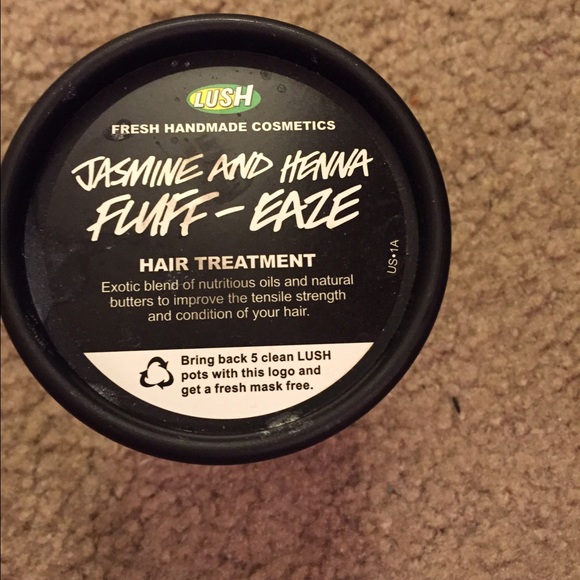 LUSH
FRESH HANDMADE COSMETICS
JASMINE AND HENNA
FLUFF-EAZE
HAIR TREATMENT
Exotic blend of nutritious oils and natural
butters to improve the tensile strength
and condition of your hair.
US•1A
Bring back 5 clean LUSH
pots with this logo and
get a fresh mask free.